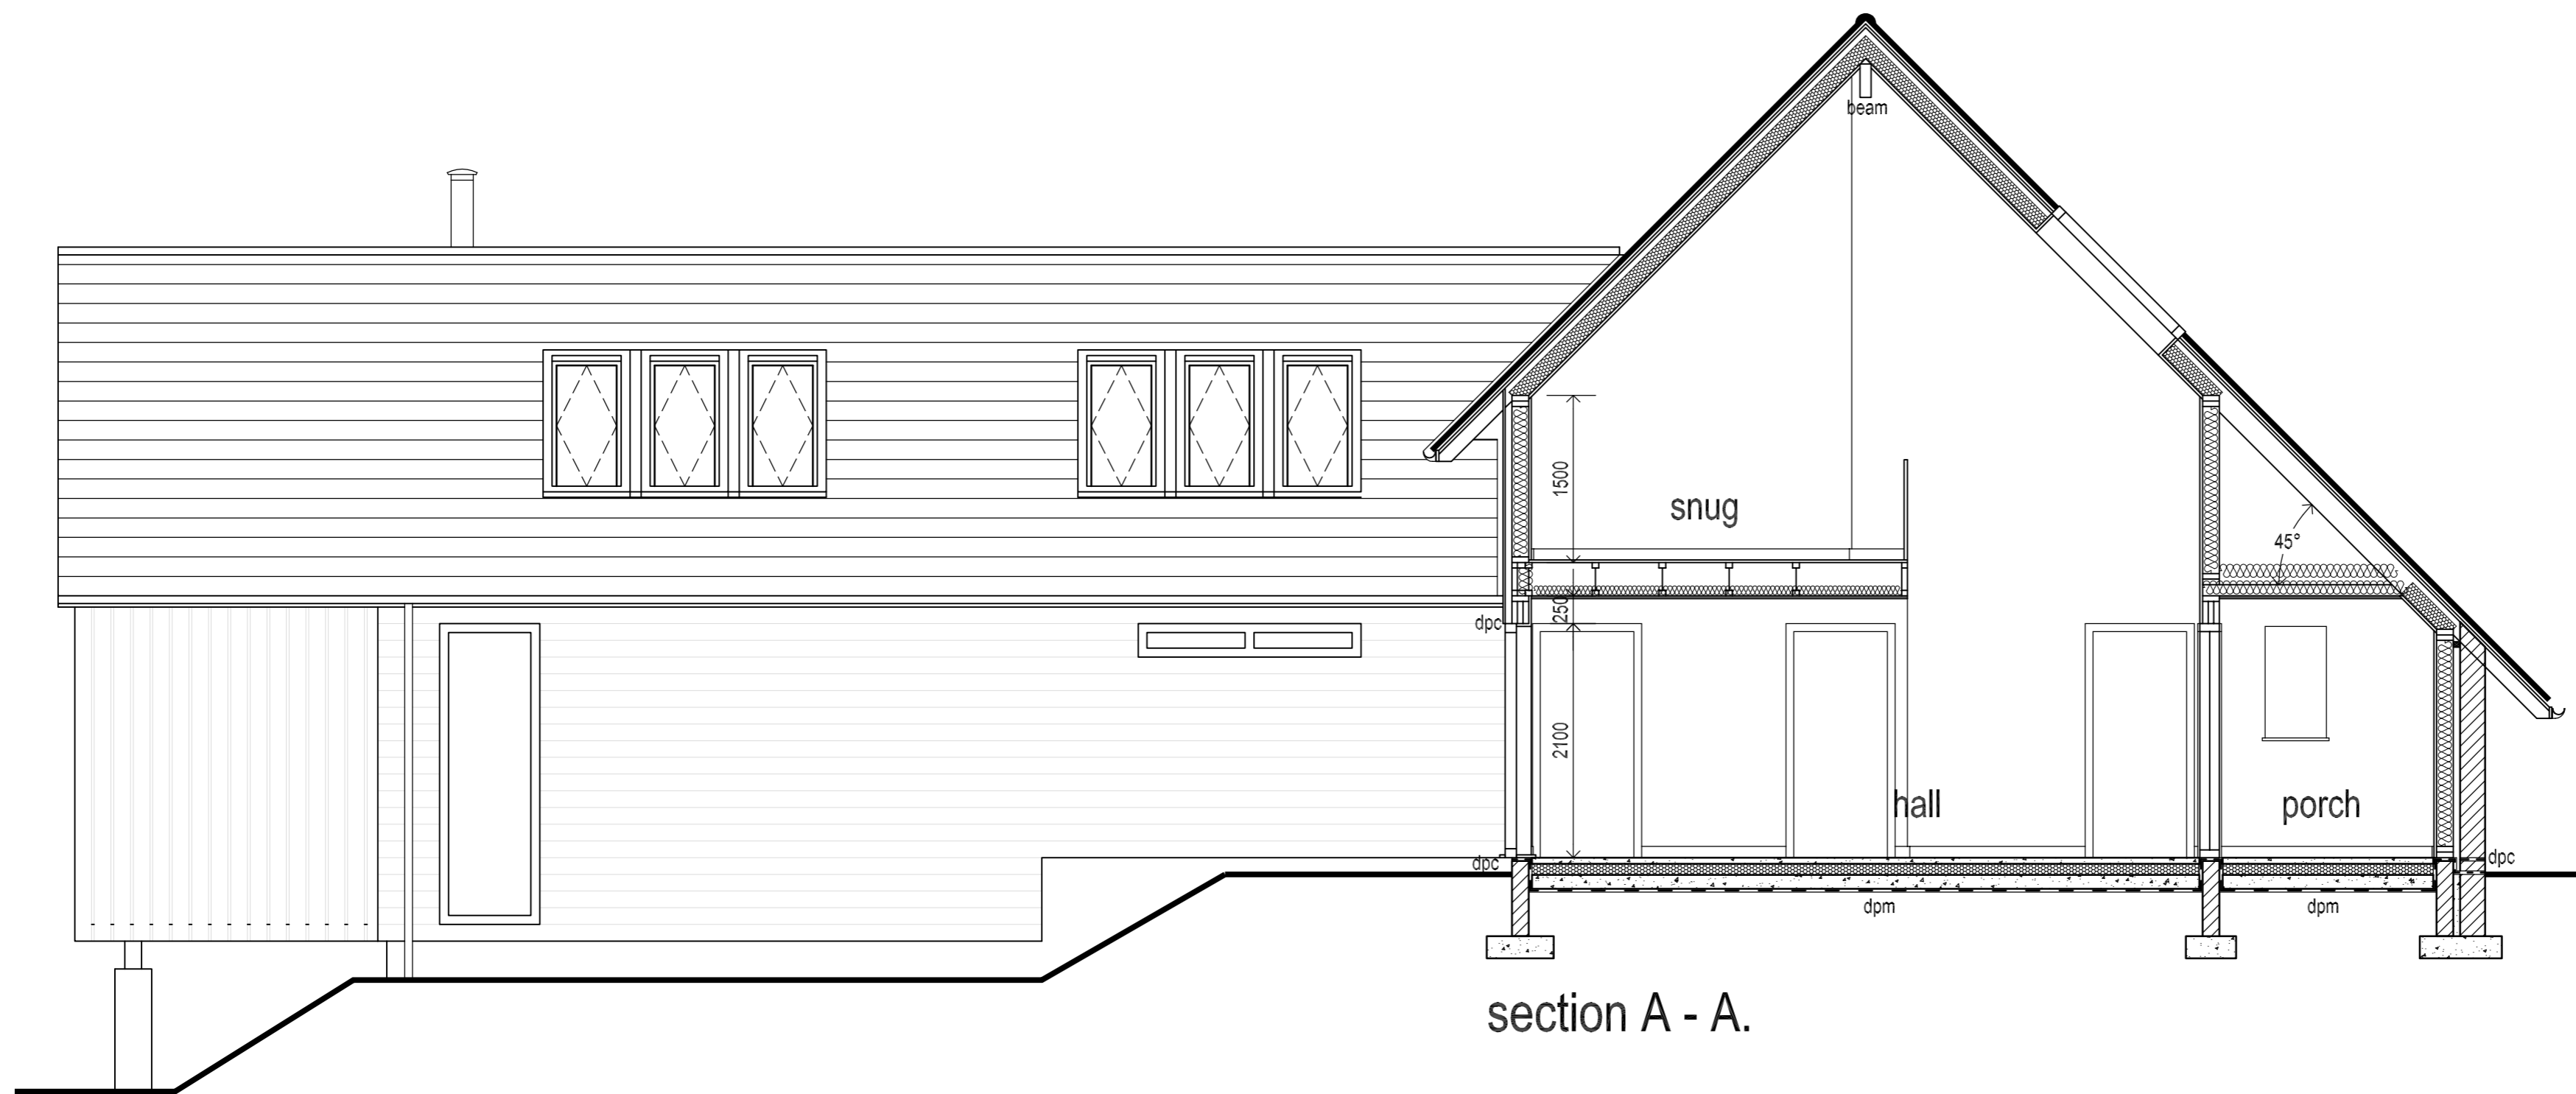 beam
1500
snug
45°
250
dpc
2100
hall
porch
dpc
dpc
dpm
dpm
section A - A.